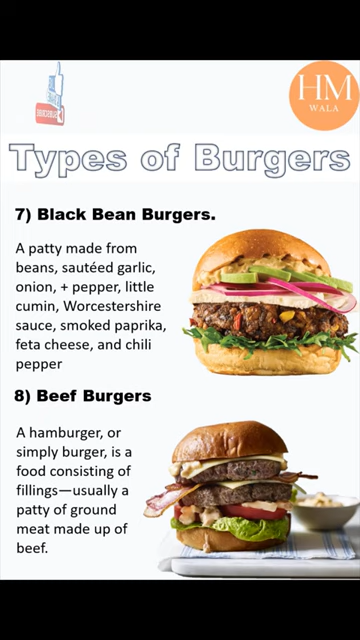 HM
WALA
Types of Burgers
7) Black Bean Burgers.
A patty made from
beans, sautéed garlic,
onion, + pepper, little
cumin, Worcestershire
sauce, smoked paprika,
feta cheese, and chili
pepper
8) Beef Burgers
A hamburger, or
simply burger, is a
food consisting of
fillings—usually a
patty of ground
meat made up of
beef.